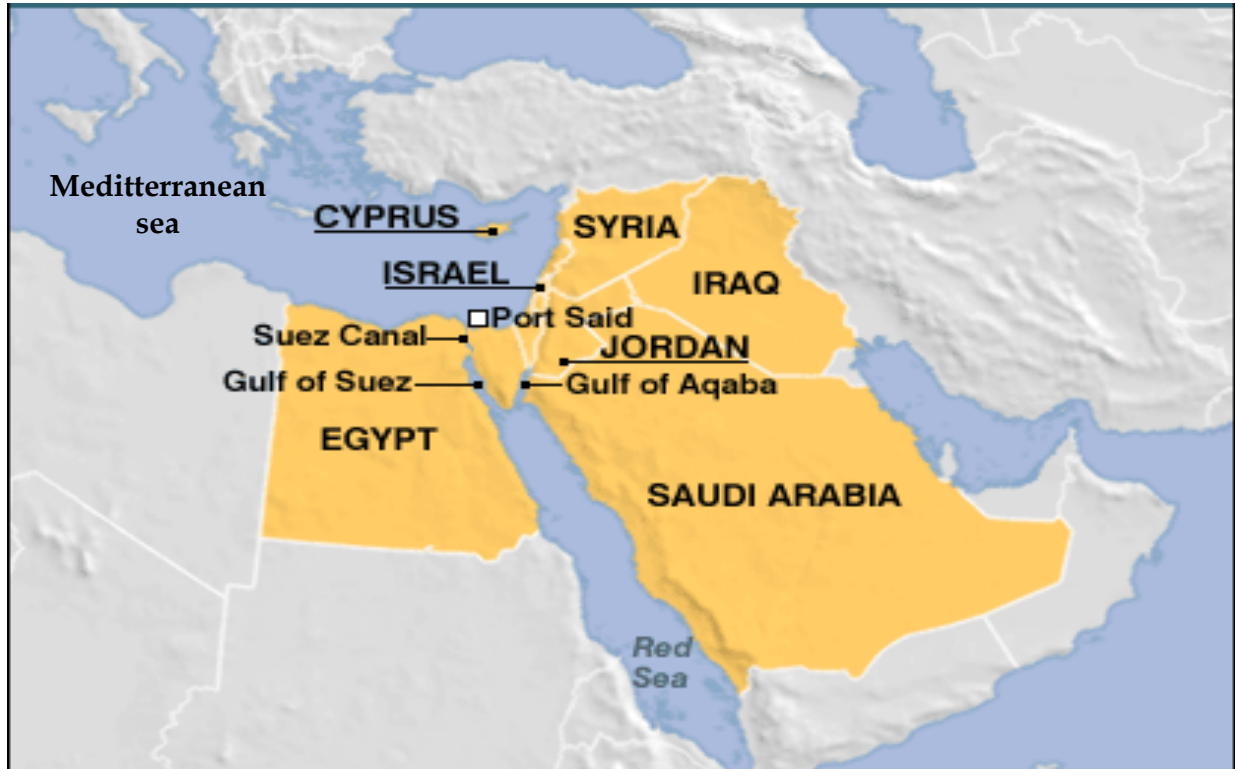 Meditterranean
sea
CYPRUS
SYRIA
ISRAEL
IRAQ
Port Said
Suez Canal
JORDAN
Gulf of Suez
Gulf of Aqaba
EGYPT
SAUDI ARABIA
Red
Sea